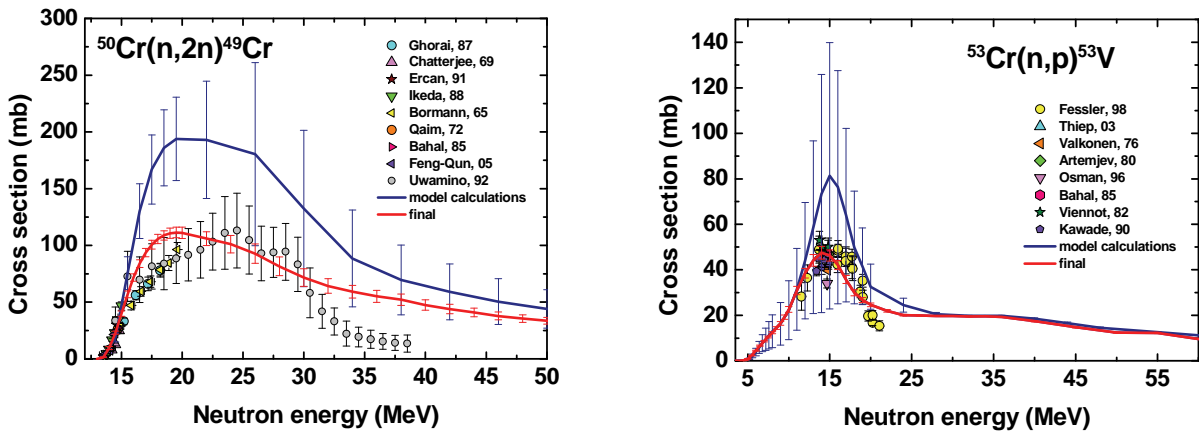 ⁵⁰Cr(n,2n)⁴⁹Cr
Ghorai, 87
Chatterjee, 69
Ercan, 91
Ikeda, 88
Bormann, 65
Qaim, 72
Bahal, 85
Feng-Qun, 05
Uwamino, 92
model calculations
final
Cross section (mb)
300
250
200
150
100
50
0
15 20 25 30 35 40 45 50
Neutron energy (MeV)
⁵³Cr(n,p)⁵³V
Fessler, 98
Thiep, 03
Valkonen, 76
Artemjev, 80
Osman, 96
Bahal, 85
Viennot, 82
Kawade, 90
model calculations
final
Cross section (mb)
140
120
100
80
60
40
20
0
5 15 25 35 45 55
Neutron energy (MeV)